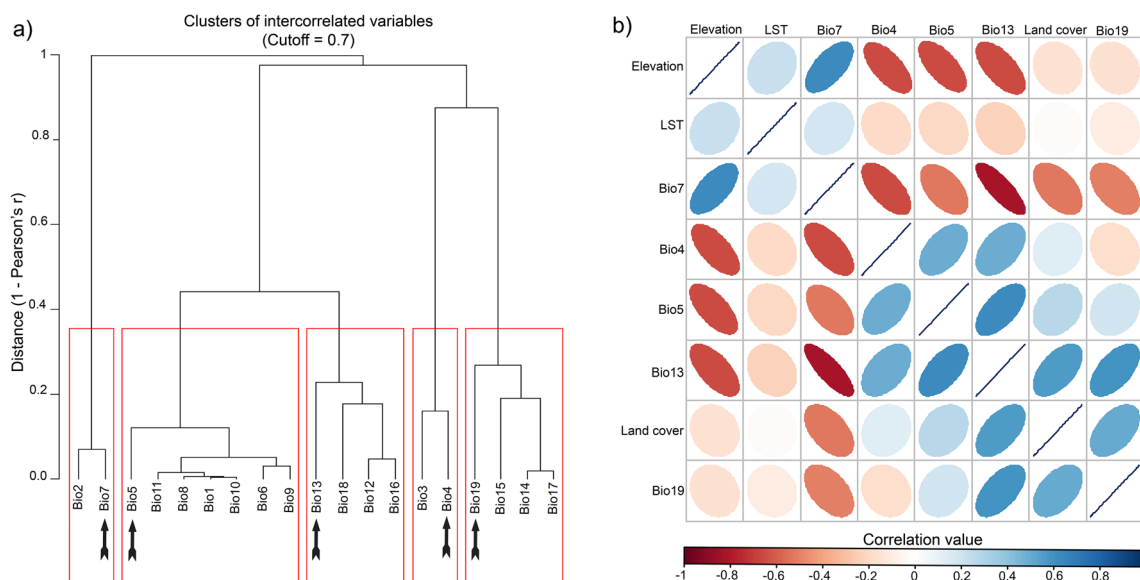 a)
Clusters of intercorrelated variables
(Cutoff = 0.7)
Distance (1 - Pearson's r)
1
0.8
0.6
0.4
0.2
0.0
Bio2
Bio7
Bio5
Bio11
Bio8
Bio1
Bio10
Bio6
Bio9
Bio13
Bio18
Bio12
Bio16
Bio3
Bio4
Bio19
Bio15
Bio14
Bio17
b)
Elevation LST Bio7 Bio4 Bio5 Bio13 Land cover Bio19
Elevation
LST
Bio7
Bio4
Bio5
Bio13
Land cover
Bio19
Correlation value
-1 -0.8 -0.6 -0.4 -0.2 0 0.2 0.4 0.6 0.8 1